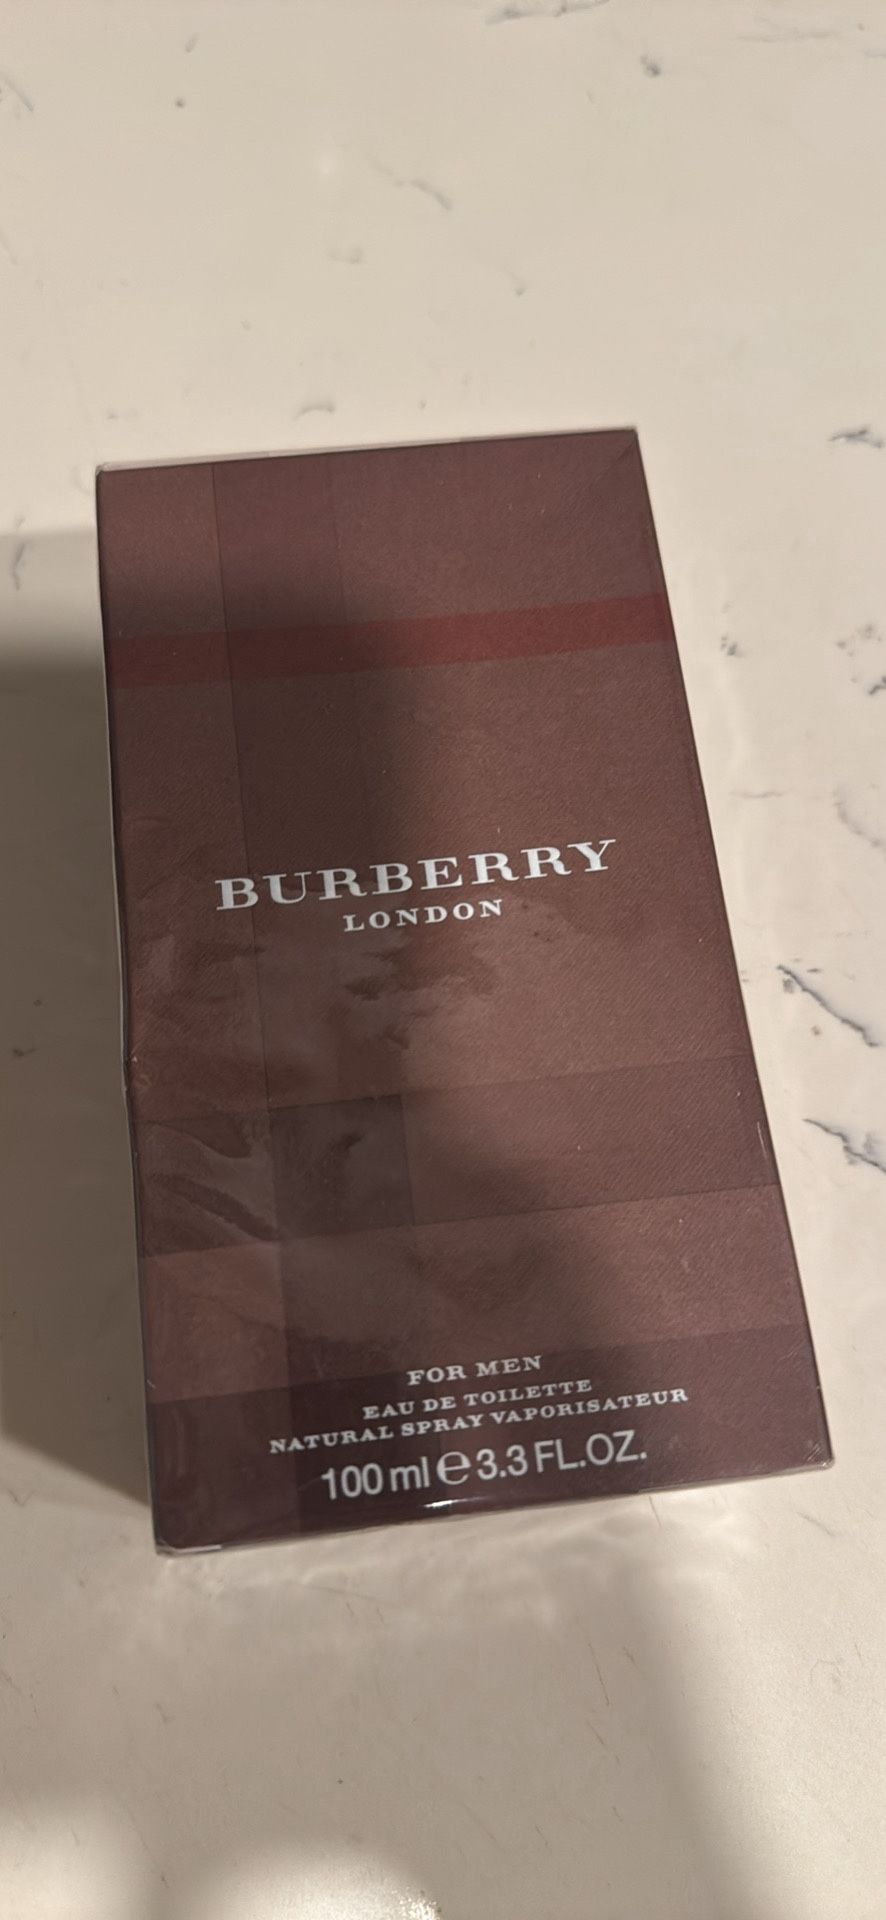 BURBERRY
LONDON
FOR MEN
EAU DE TOILETTE
NATURAL SPRAY VAPORISATEUR
100 ml ℮ 3.3 FL.OZ.